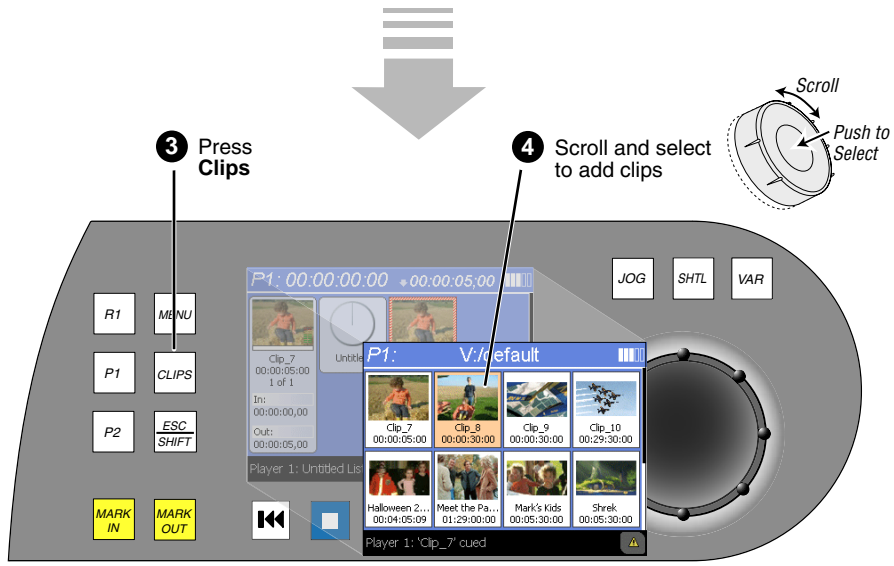 Scroll
Push to
Select
3 Press
Clips
4 Scroll and select
to add clips
P1: 00:00:00:00 00:00:05;00
Clip_7
00:00:05:00
1 of 1
In:
00:00:00,00
Out:
00:00:05,00
Player 1: Untitled Lis
R1
MENU
P1
CLIPS
P2
ESC
SHIFT
MARK
IN
MARK
OUT
JOG
SHTL
VAR
P1: V:/default
Clip_7
00:00:05:00
Clip_8
00:00:30:00
Clip_9
00:00:30:00
Clip_10
00:29:30:00
Halloween 2...
00:04:05:09
Meet the Pa...
01:29:00:00
Mark's Kids
00:05:30:00
Shrek
00:05:30:00
Player 1: 'Clip_7' cued